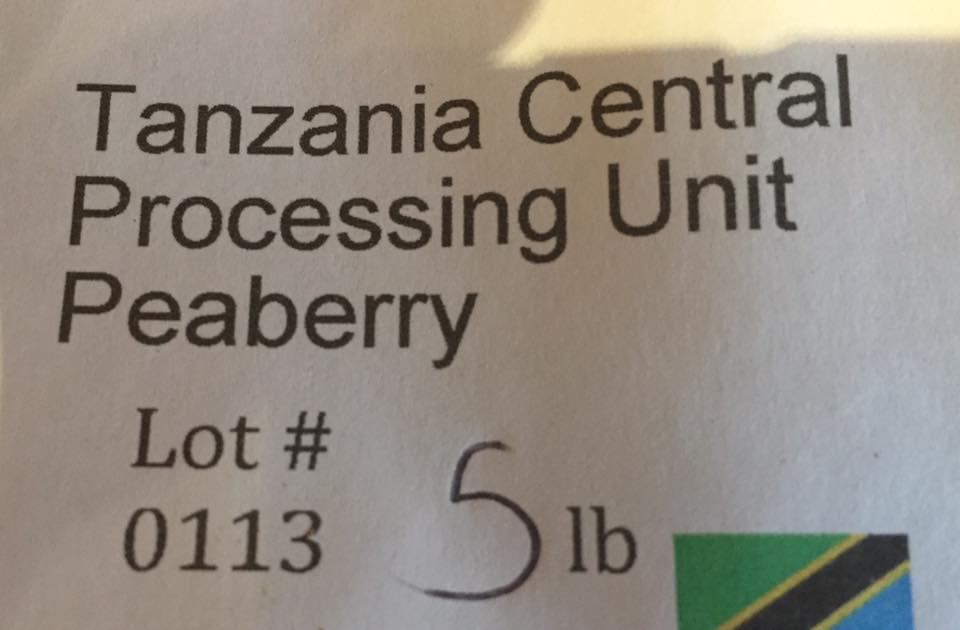 Tanzania Central
Processing Unit
Peaberry
Lot #
0113 5 lb